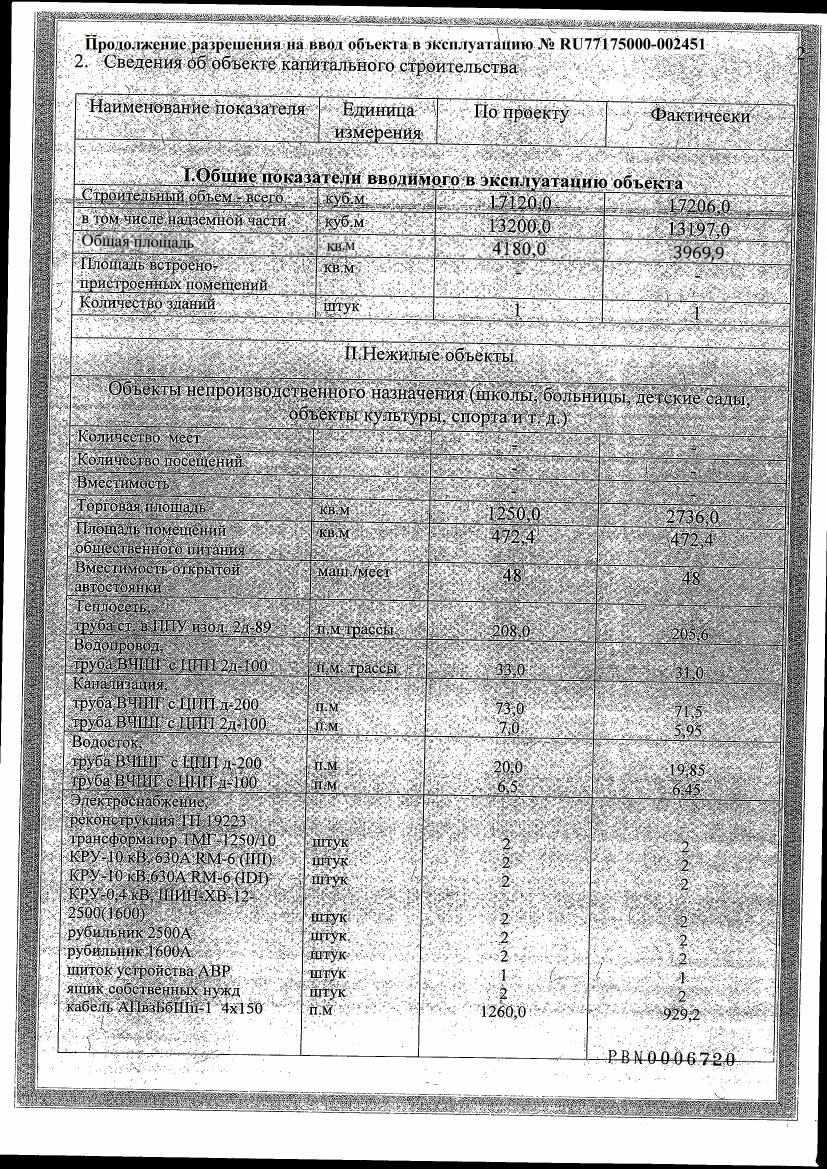 Продолжение разрешения на ввод объекта в эксплуатацию № RU77175000-002451
2
2. Сведения об объекте капитального строительства
Наименование показателя Единица измерения По проекту Фактически
I.Общие показатели вводимого в эксплуатацию объекта
Строительный объем - всего куб.м 17120,0 17206,0
в том числе надземной части куб.м 13200,0 13197,0
Общая площадь кв.м 4180,0 3969,9
Площадь встроено- кв.м - -
пристроенных помещений
Количество зданий штук 1 1
II.Нежилые объекты
Объекты непроизводственного назначения (школы, больницы, детские сады,
объекты культуры, спорта и т. д.)
Количество мест - -
Количество посещений - -
Вместимость - -
Торговая площадь кв.м 1250,0 2736,0
Площадь помещений кв.м 472,4 472,4
общественного питания
Вместимость открытой маш./мест 48 48
автостоянки
Теплосеть,
труба ст. в ППУ изол. 2д-89 п.м трассы 208,0 205,6
Водопровод,
труба ВЧШГ с ЦПП 2д-100 п.м. трассы 33,0 31,0
Канализация,
труба ВЧШГ с ЦПП д-200 п.м 73,0 71,5
труба ВЧШГ с ЦПП 2д-100 п.м 7,0 5,95
Водосток,
труба ВЧШГ с ЦПП д-200 п.м 20,0 19,85
труба ВЧШГ с ЦПП д-100 п.м 6,5 6,45
Электроснабжение,
реконструкция ТП 19223
трансформатор ТМГ-1250/10 штук 2 2
КРУ-10 кВ, 630А RM-6 (III) штук 2 2
КРУ-10 кВ,630А RM-6 (IDI) штук 2 2
КРУ-0,4 кВ, ШИН-ХВ-12-
2500(1600) штук 2 2
рубильник 2500А штук 2 2
рубильник 1600А штук 2 2
щиток устройства АВР штук 1 1
ящик собственных нужд штук 2 2
кабель АПвзБбШп-1 4х150 п.м 1260,0 929,2
PBN0006720